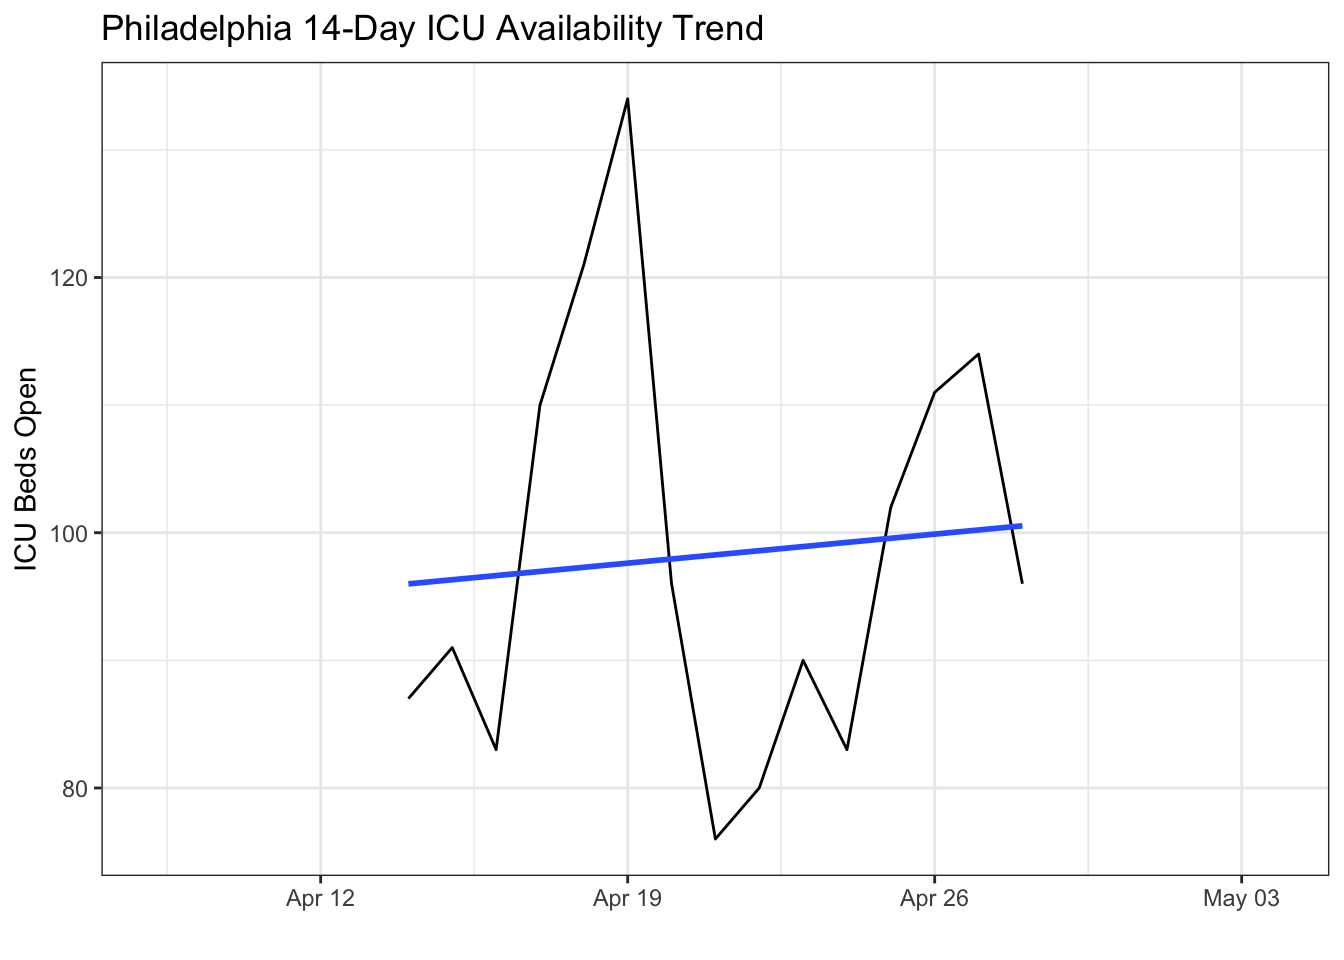 Philadelphia 14-Day ICU Availability Trend
ICU Beds Open
120
100
80
Apr 12
Apr 19
Apr 26
May 03